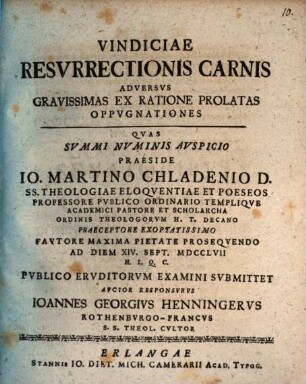 10.
VINDICIAE
RESVRRECTIONIS CARNIS
ADVERSVS
GRAVISSIMAS EX RATIONE PROLATAS
OPPVGNATIONES
QVAS
SVMMI NVMINIS AVSPICIO
PRAESIDE
IO. MARTINO CHLADENIO D.
SS. THEOLOGIAE ELOQVENTIAE ET POESEOS
PROFESSORE PVBLICO ORDINARIO TEMPLIQVE
ACADEMICI PASTORE ET SCHOLARCHA
ORDINIS THEOLOGORVM H. T. DECANO
PRAECEPTORE EXOPTATISSIMO
FAVTORE MAXIMA PIETATE PROSEQVENDO
AD DIEM XIV. SEPT. MDCCLVII
H. L. Q. C.
PVBLICO ERVDITORVM EXAMINI SVBMITTET
AVCTOR RESPONSVRVS
IOANNES GEORGIVS HENNINGERVS
ROTHENBVRGO-FRANCVS
S. S. THEOL. CVLTOR
ERLANGAE
STANNIS IO. DIET. MICH. CAMERARII ACAD. TYPOG.